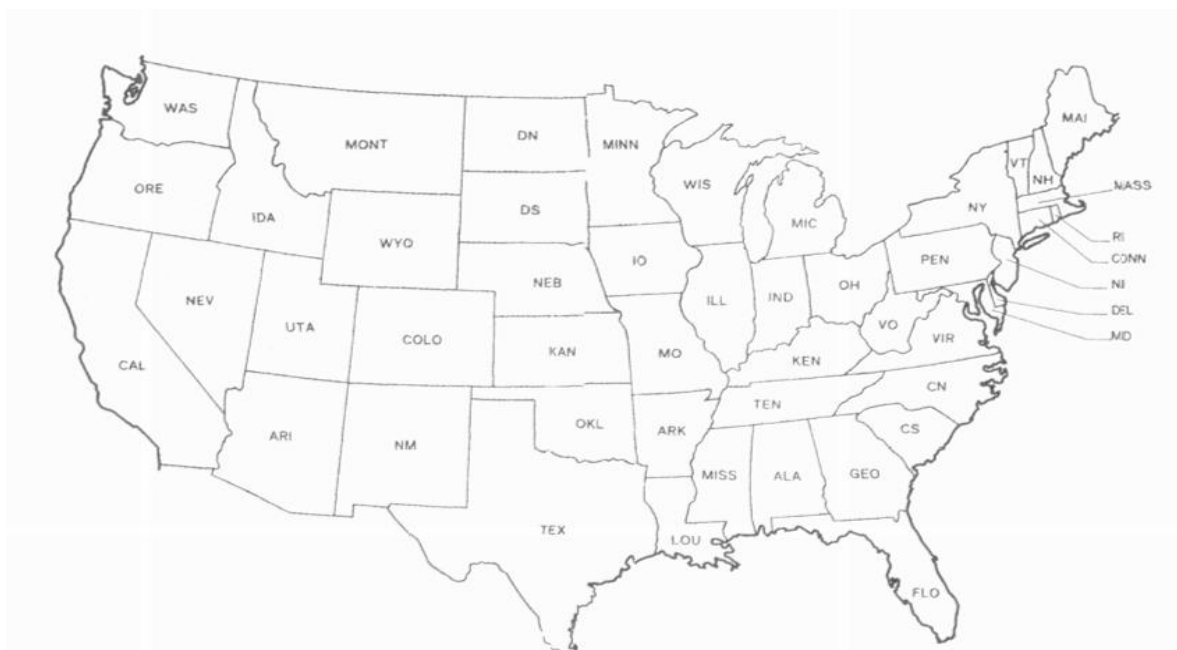 WAS
MONT
DN
MINN
MAI
ORE
IDA
WYO
DS
WIS
MIC
NY
VT
NH
MASS
RI
CONN
NJ
DEL
MD
NEV
UTA
COLO
NEB
IO
ILL
IND
OH
PEN
VO
VIR
CAL
KAN
MO
KEN
ARI
NM
OKL
ARK
TEN
CN
CS
TEX
LOU
MISS
ALA
GEO
FLO